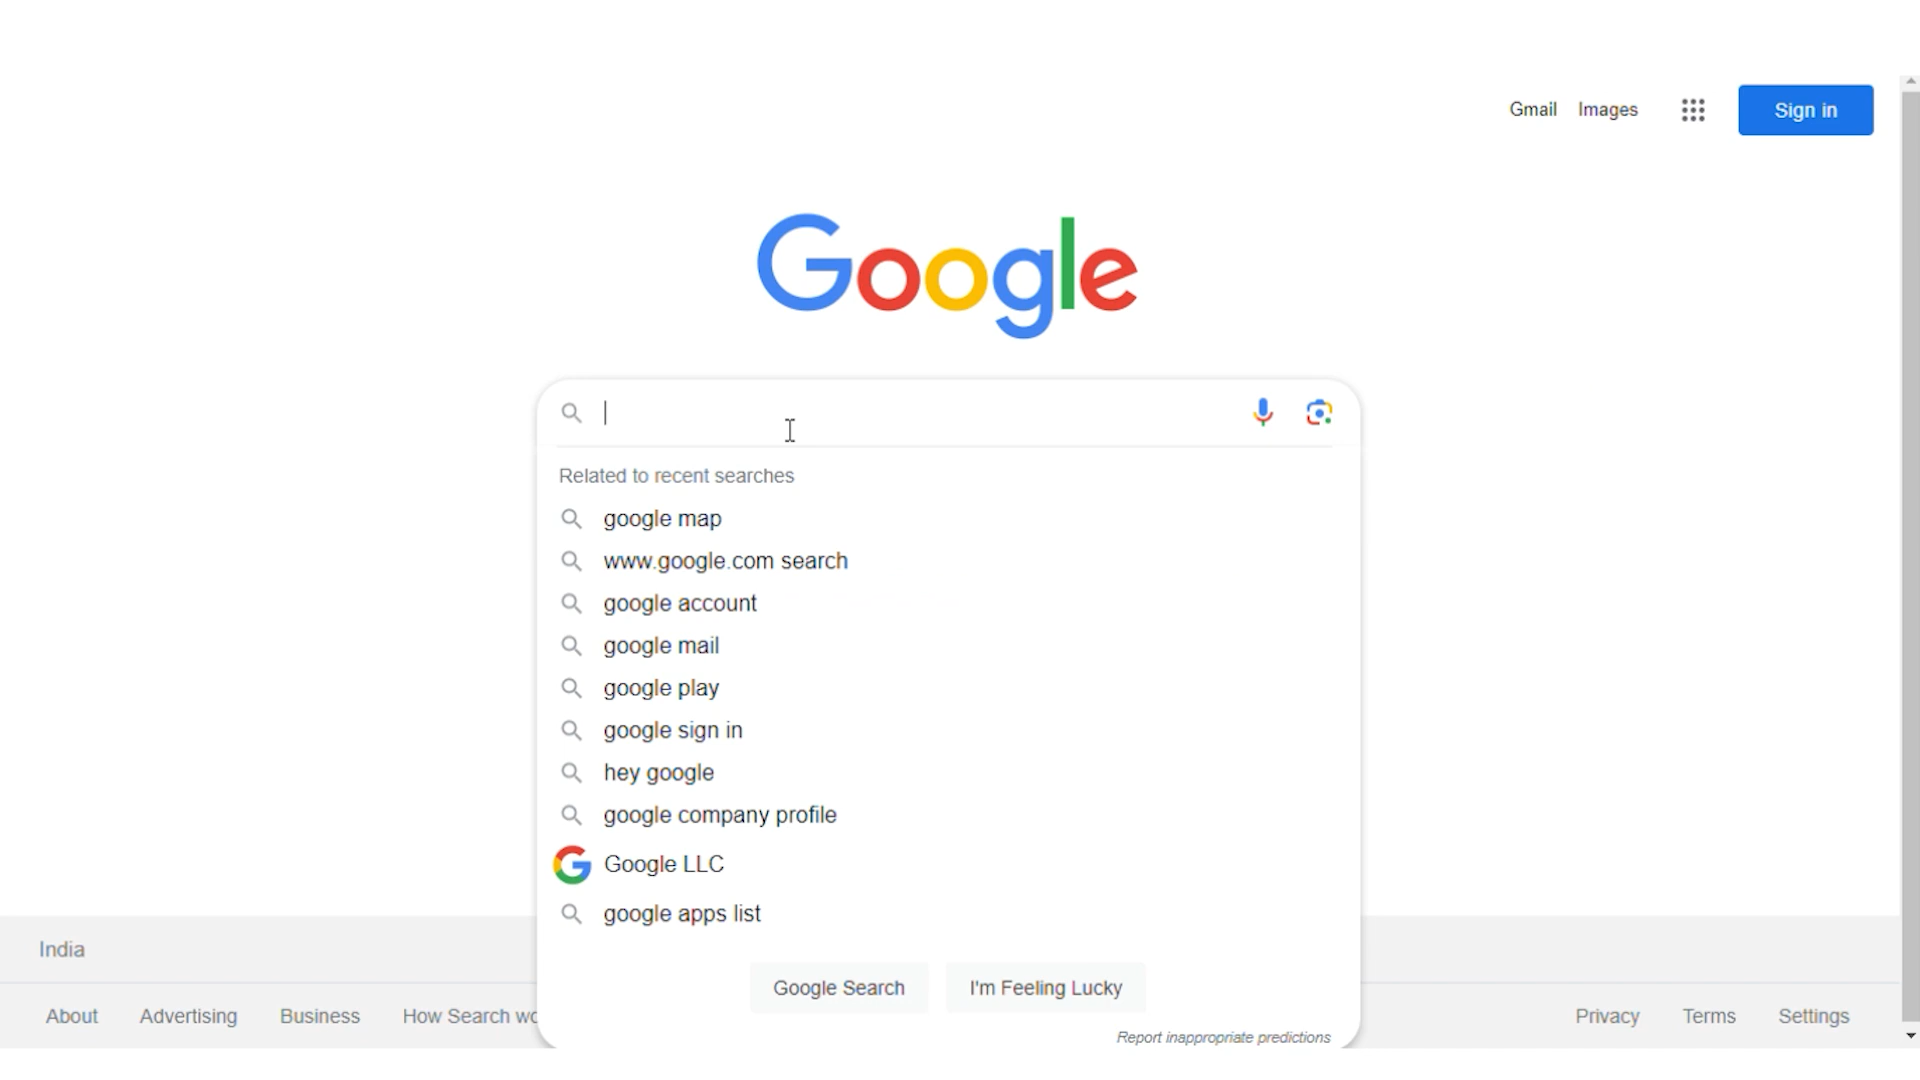 Gmail Images Sign in
Google
Related to recent searches
google map
www.google.com search
google account
google mail
google play
google sign in
hey google
google company profile
Google LLC
google apps list
Google Search I'm Feeling Lucky
Report inappropriate predictions
India
About Advertising Business How Search wo Privacy Terms Settings